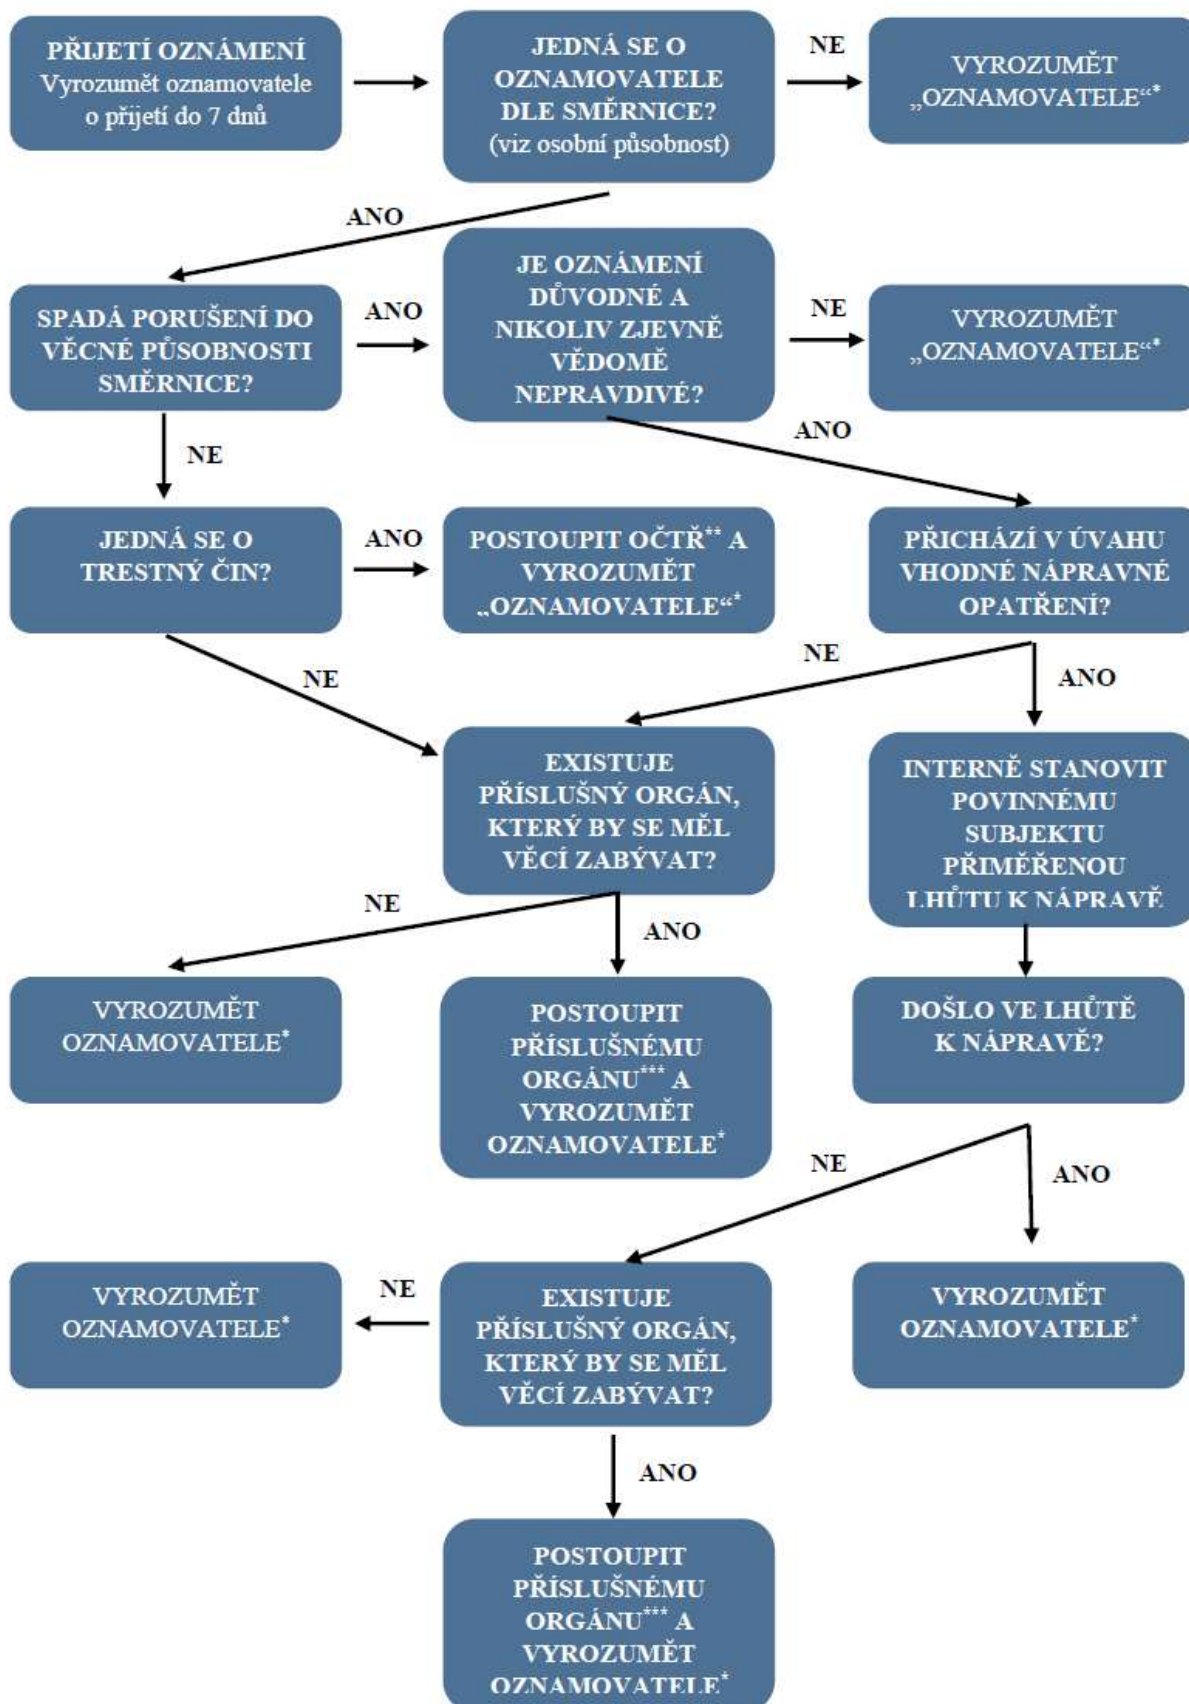 PŘIJETÍ OZNÁMENÍ
Vyrozumět oznamovatele
o přijetí do 7 dnů
JEDNÁ SE O
OZNAMOVATELE
DLE SMĚRNICE?
(viz osobní působnost)
NE
VYROZUMĚT
„OZNAMOVATELE“*
ANO
SPADÁ PORUŠENÍ DO
VĚCNÉ PŮSOBNOSTI
SMĚRNICE?
ANO
JE OZNÁMENÍ
DŮVODNÉ A
NIKOLIV ZJEVNĚ
VĚDOMĚ
NEPRAVDIVÉ?
NE
VYROZUMĚT
„OZNAMOVATELE“*
NE
ANO
JEDNÁ SE O
TRESTNÝ ČIN?
ANO
POSTOUPIT OČTŘ** A
VYROZUMĚT
„OZNAMOVATELE“*
PŘICHÁZÍ V ÚVAHU
VHODNÉ NÁPRAVNÉ
OPATŘENÍ?
NE
NE
ANO
EXISTUJE
PŘÍSLUŠNÝ ORGÁN,
KTERÝ BY SE MĚL
VĚCÍ ZABÝVAT?
INTERNĚ STANOVIT
POVINNÉMU
SUBJEKTU
PŘIMĚŘENOU
LHŮTU K NÁPRAVĚ
NE
ANO
VYROZUMĚT
OZNAMOVATELE*
POSTOUPIT
PŘÍSLUŠNÉMU
ORGÁNU*** A
VYROZUMĚT
OZNAMOVATELE*
DOŠLO VE LHŮTĚ
K NÁPRAVĚ?
NE
ANO
VYROZUMĚT
OZNAMOVATELE*
NE
EXISTUJE
PŘÍSLUŠNÝ ORGÁN,
KTERÝ BY SE MĚL
VĚCÍ ZABÝVAT?
VYROZUMĚT
OZNAMOVATELE*
ANO
POSTOUPIT
PŘÍSLUŠNÉMU
ORGÁNU*** A
VYROZUMĚT
OZNAMOVATELE*